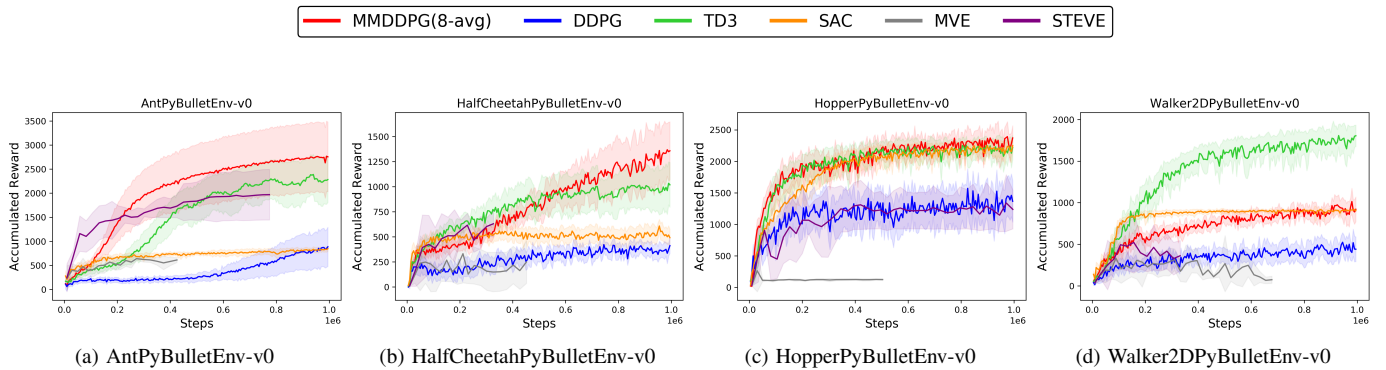 MMDDPG(8-avg) DDPG TD3 SAC MVE STEVE
AntPyBulletEnv-v0
Accumulated Reward
3500
3000
2500
2000
1500
1000
500
0
0.0 0.2 0.4 0.6 0.8 1.0
1e6
Steps
(a) AntPyBulletEnv-v0
HalfCheetahPyBulletEnv-v0
Accumulated Reward
1500
1250
1000
750
500
250
0
0.0 0.2 0.4 0.6 0.8 1.0
1e6
Steps
(b) HalfCheetahPyBulletEnv-v0
HopperPyBulletEnv-v0
Accumulated Reward
2500
2000
1500
1000
500
0
0.0 0.2 0.4 0.6 0.8 1.0
1e6
Steps
(c) HopperPyBulletEnv-v0
Walker2DPyBulletEnv-v0
Accumulated Reward
2000
1500
1000
500
0
0.0 0.2 0.4 0.6 0.8 1.0
1e6
Steps
(d) Walker2DPyBulletEnv-v0